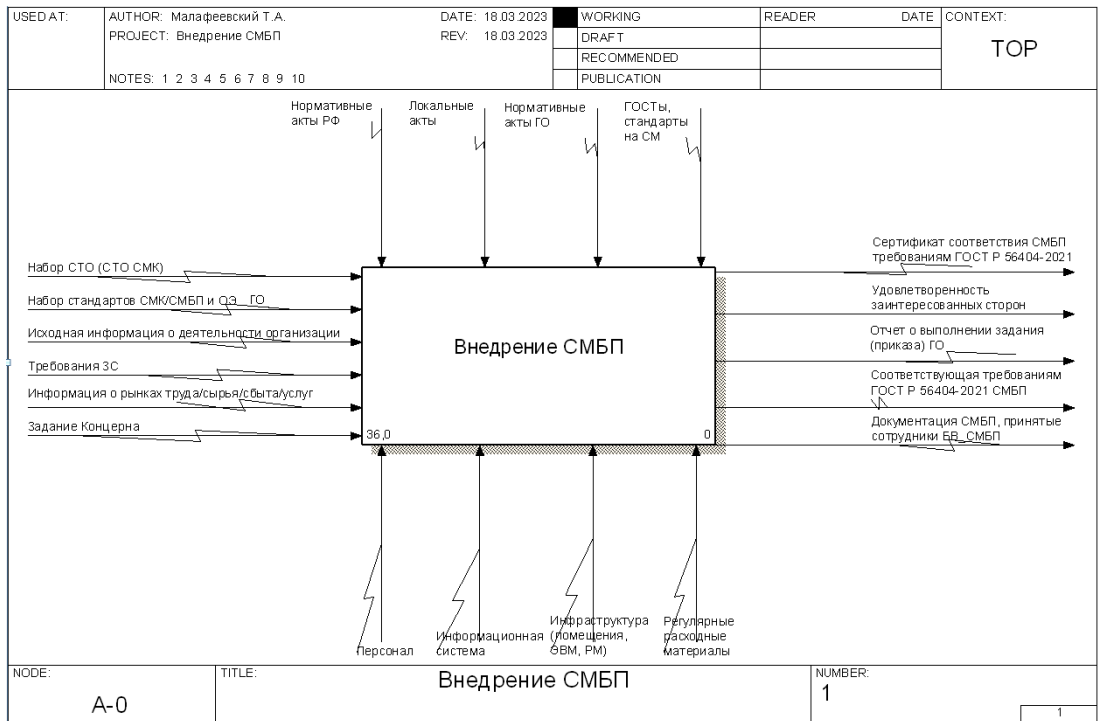 USED AT:
AUTHOR: Малафеевский Т.А.
DATE: 18.03.2023
PROJECT: Внедрение СМБП
REV: 18.03.2023
NOTES: 1 2 3 4 5 6 7 8 9 10
WORKING
DRAFT
RECOMMENDED
PUBLICATION
READER
DATE
CONTEXT:
TOP
Нормативные
акты РФ
Локальные
акты
Нормативные
акты ГО
ГОСТы,
стандарты
на СМ
Набор СТО (СТО СМК)
Набор стандартов СМК/СМБП и ОЭ__ГО
Исходная информация о деятельности организации
Требования ЗС
Информация о рынках труда/сырья/сбыта/услуг
Задание Концерна
Внедрение СМБП
36,0
0
Сертификат соответствия СМБП
требованиям ГОСТ Р 56404-2021
Удовлетворенность
заинтересованных сторон
Отчет о выполнении задания
(приказа) ГО
Соответствующая требованиям
ГОСТ Р 56404-2021 СМБП
Документация СМБП, принятые
сотрудники БВ_СМБП
Персонал
Информационная
система
Инфраструктура
(помещения,
ЭВМ, РМ)
Регулярные
расходные
материалы
NODE:
A-0
TITLE:
Внедрение СМБП
NUMBER:
1
1